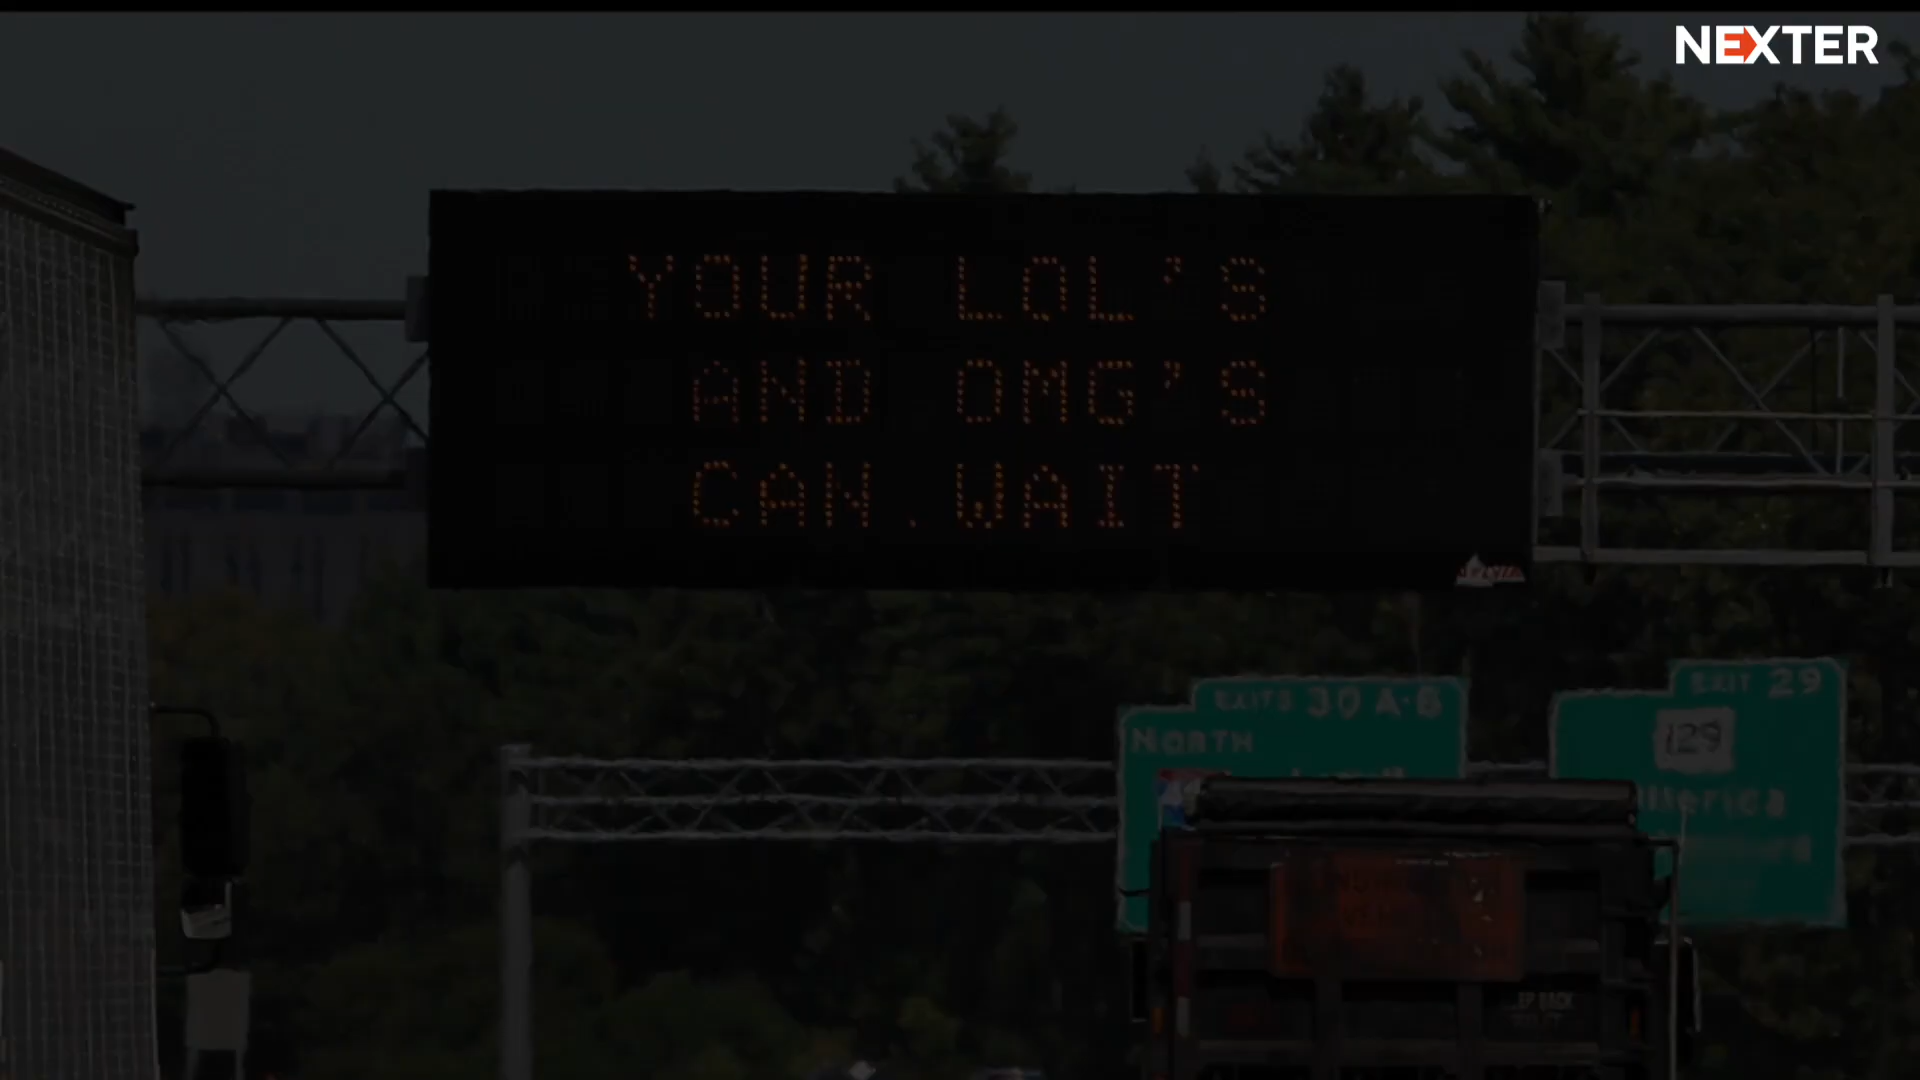 NEXTER
YOUR LOL'S
AND OMG'S
CAN.WAIT
EXITS 30 A-B
NORTH
EXIT 29
129